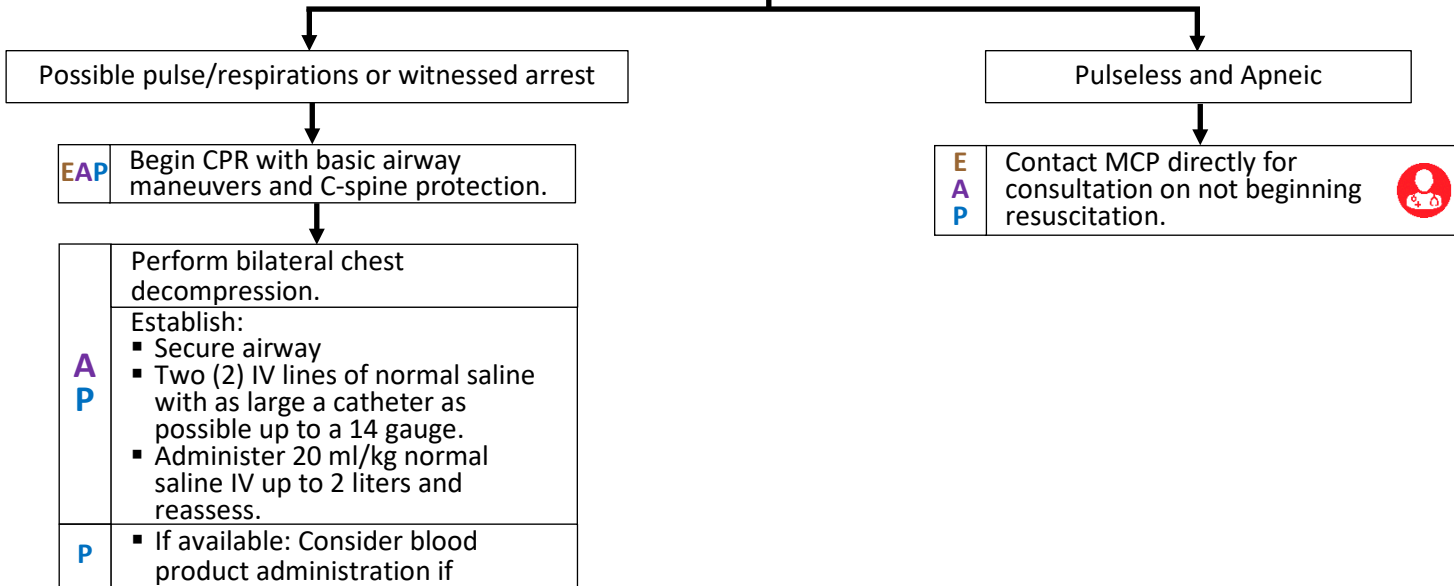 Possible pulse/respirations or witnessed arrest
EAP
Begin CPR with basic airway
maneuvers and C-spine protection.
A
P
Perform bilateral chest
decompression.
Establish:
▪ Secure airway
▪ Two (2) IV lines of normal saline
with as large a catheter as
possible up to a 14 gauge.
▪ Administer 20 ml/kg normal
saline IV up to 2 liters and
reassess.
P
▪ If available: Consider blood
product administration if
Pulseless and Apneic
E
A
P
Contact MCP directly for
consultation on not beginning
resuscitation.